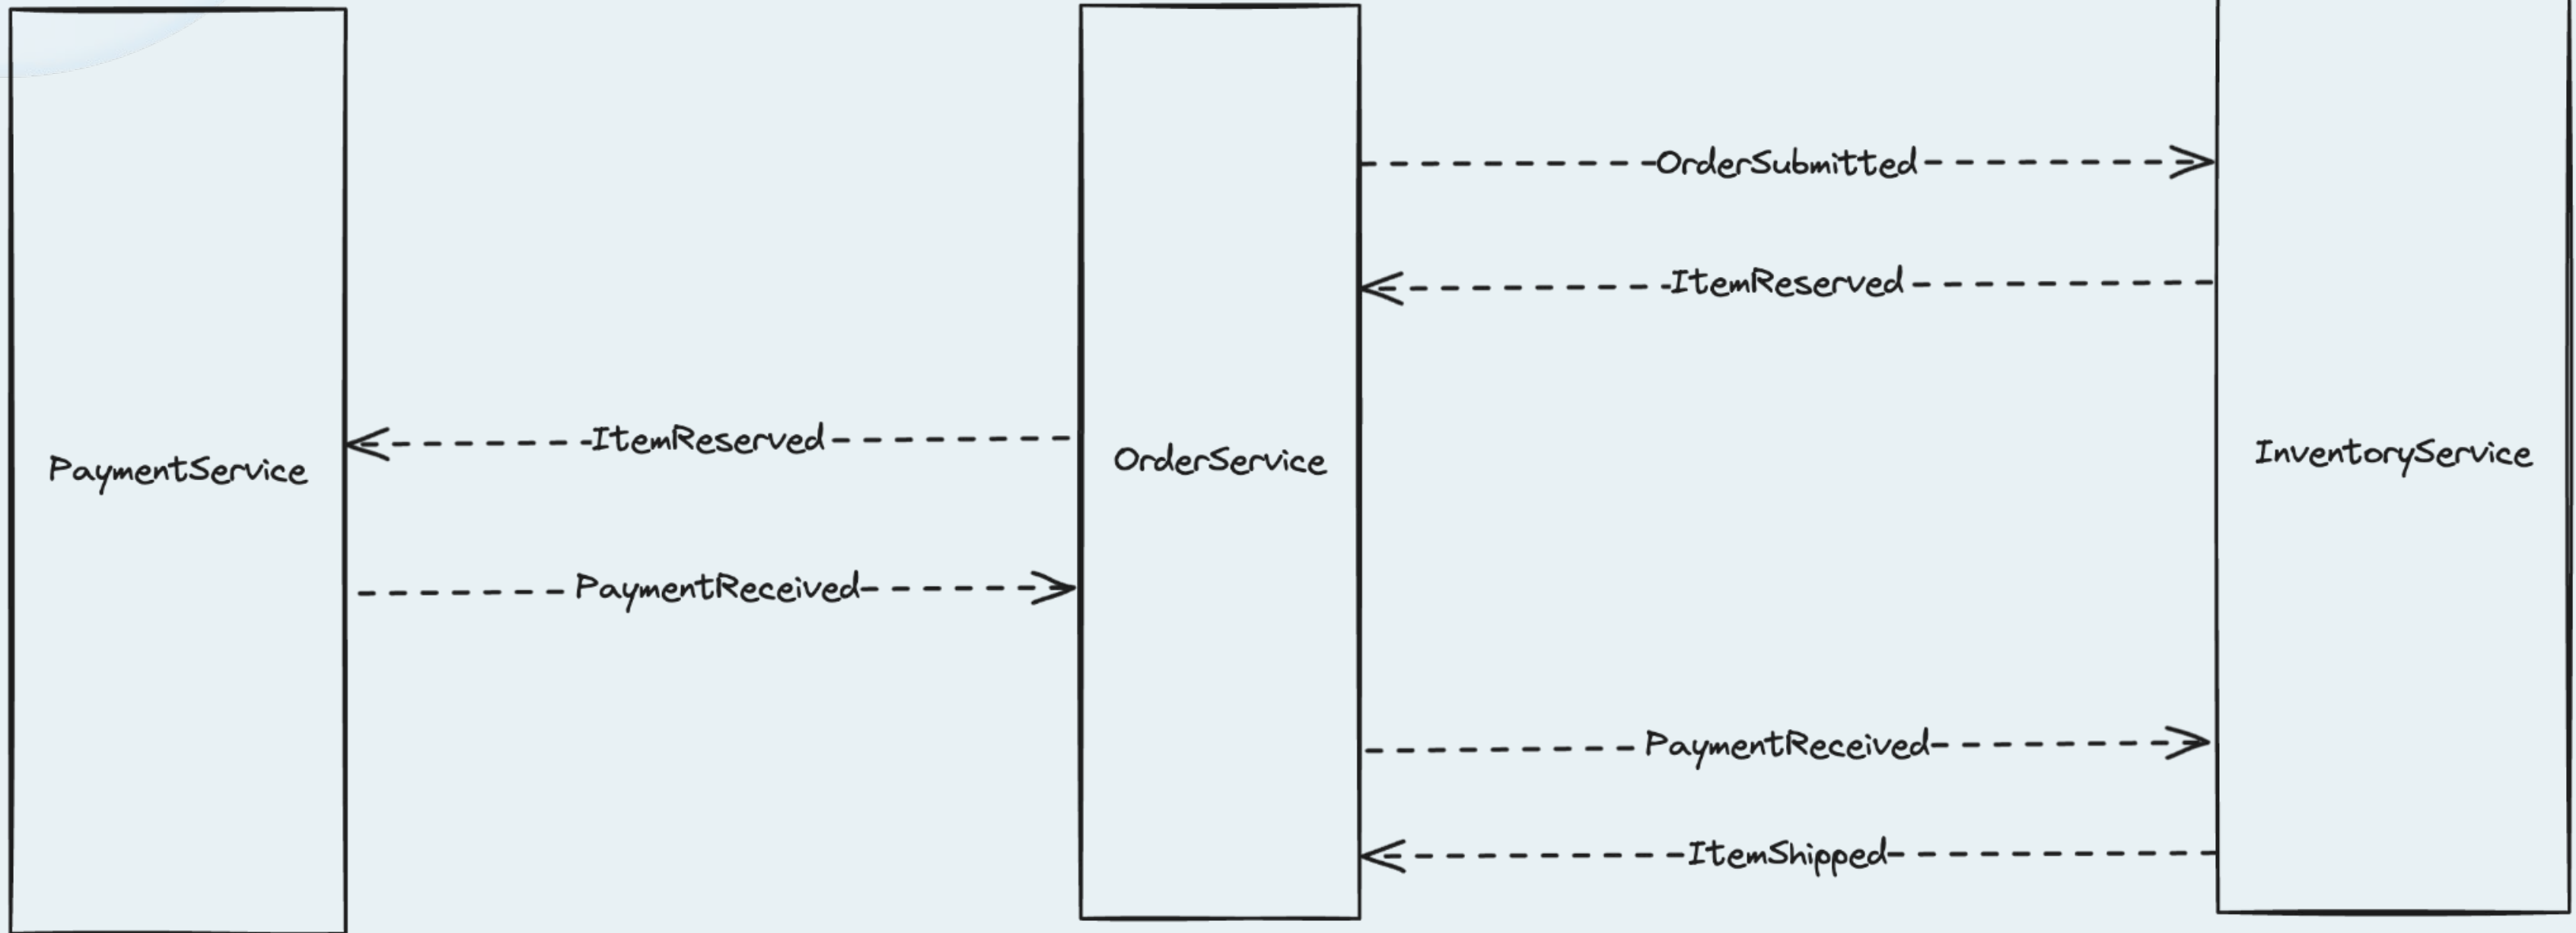 OrderSubmitted
ItemReserved
ItemReserved
PaymentService
OrderService
InventoryService
PaymentReceived
PaymentReceived
ItemShipped